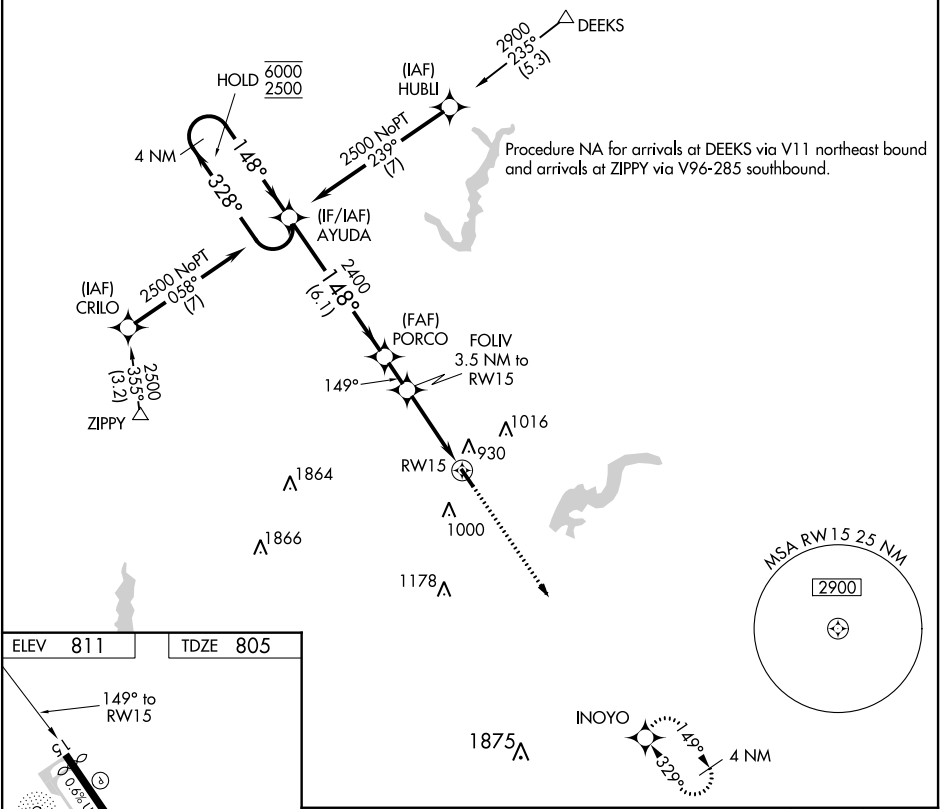 DEEKS
2900
235°
(5.3)
(IAF)
HUBLI
HOLD 6000
2500
2500 NoPT
239°
(7)
4 NM
148°
328°
Procedure NA for arrivals at DEEKS via V11 northeast bound
and arrivals at ZIPPY via V96-285 southbound.
(IF/IAF)
AYUDA
2500 NoPT
058°
(7)
(IAF)
CRILO
2400
148°
(6.1)
(FAF)
PORCO
FOLIV
3.5 NM to
RW15
149°
2500
355°
(3.2)
ZIPPY
1016
930
RW15
1864
1000
1866
1178
MSA RW15 25 NM
2900
ELEV 811
TDZE 805
149° to
RW15
15
P
INOYO
149°
329°
4 NM
1875